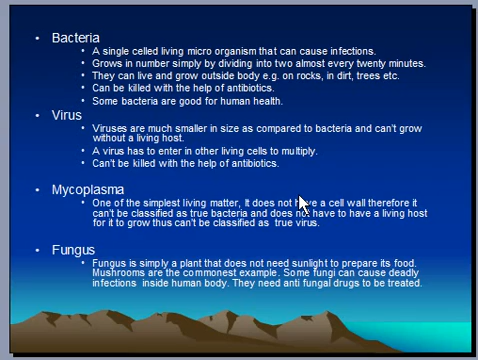 • Bacteria
• A single celled living micro organism that can cause infections.
• Grows in number simply by dividing into two almost every twenty minutes.
• They can live and grow outside body e.g. on rocks, in dirt, trees etc.
• Can be killed with the help of antibiotics.
• Some bacteria are good for human health.
• Virus
• Viruses are much smaller in size as compared to bacteria and can't grow
without a living host.
• A virus has to enter in other living cells to multiply.
• Can't be killed with the help of antibiotics.
• Mycoplasma
• One of the simplest living matter, It does not have a cell wall therefore it
can't be classified as true bacteria and does not have to have a living host
for it to grow thus can't be classified as true virus.
• Fungus
• Fungus is simply a plant that does not need sunlight to prepare its food.
Mushrooms are the commonest example. Some fungi can cause deadly
infections inside human body. They need anti fungal drugs to be treated.